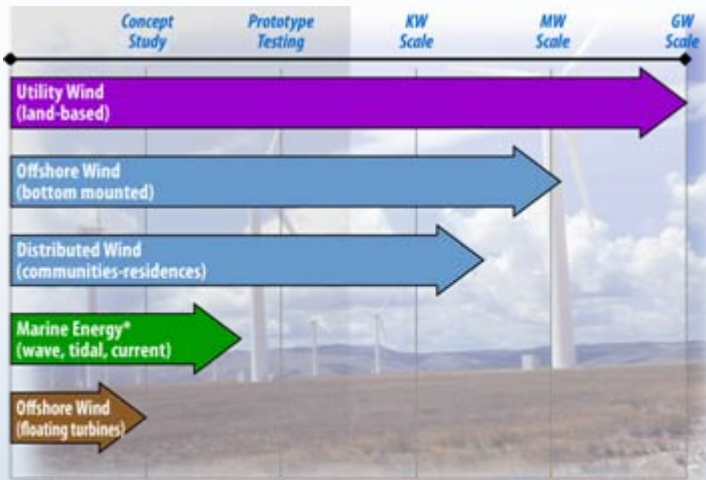 Concept
Study
Prototype
Testing
KW
Scale
MW
Scale
GW
Scale
Utility Wind
(land-based)
Offshore Wind
(bottom mounted)
Distributed Wind
(communities-residences)
Marine Energy*
(wave, tidal, current)
Offshore Wind
(floating turbines)